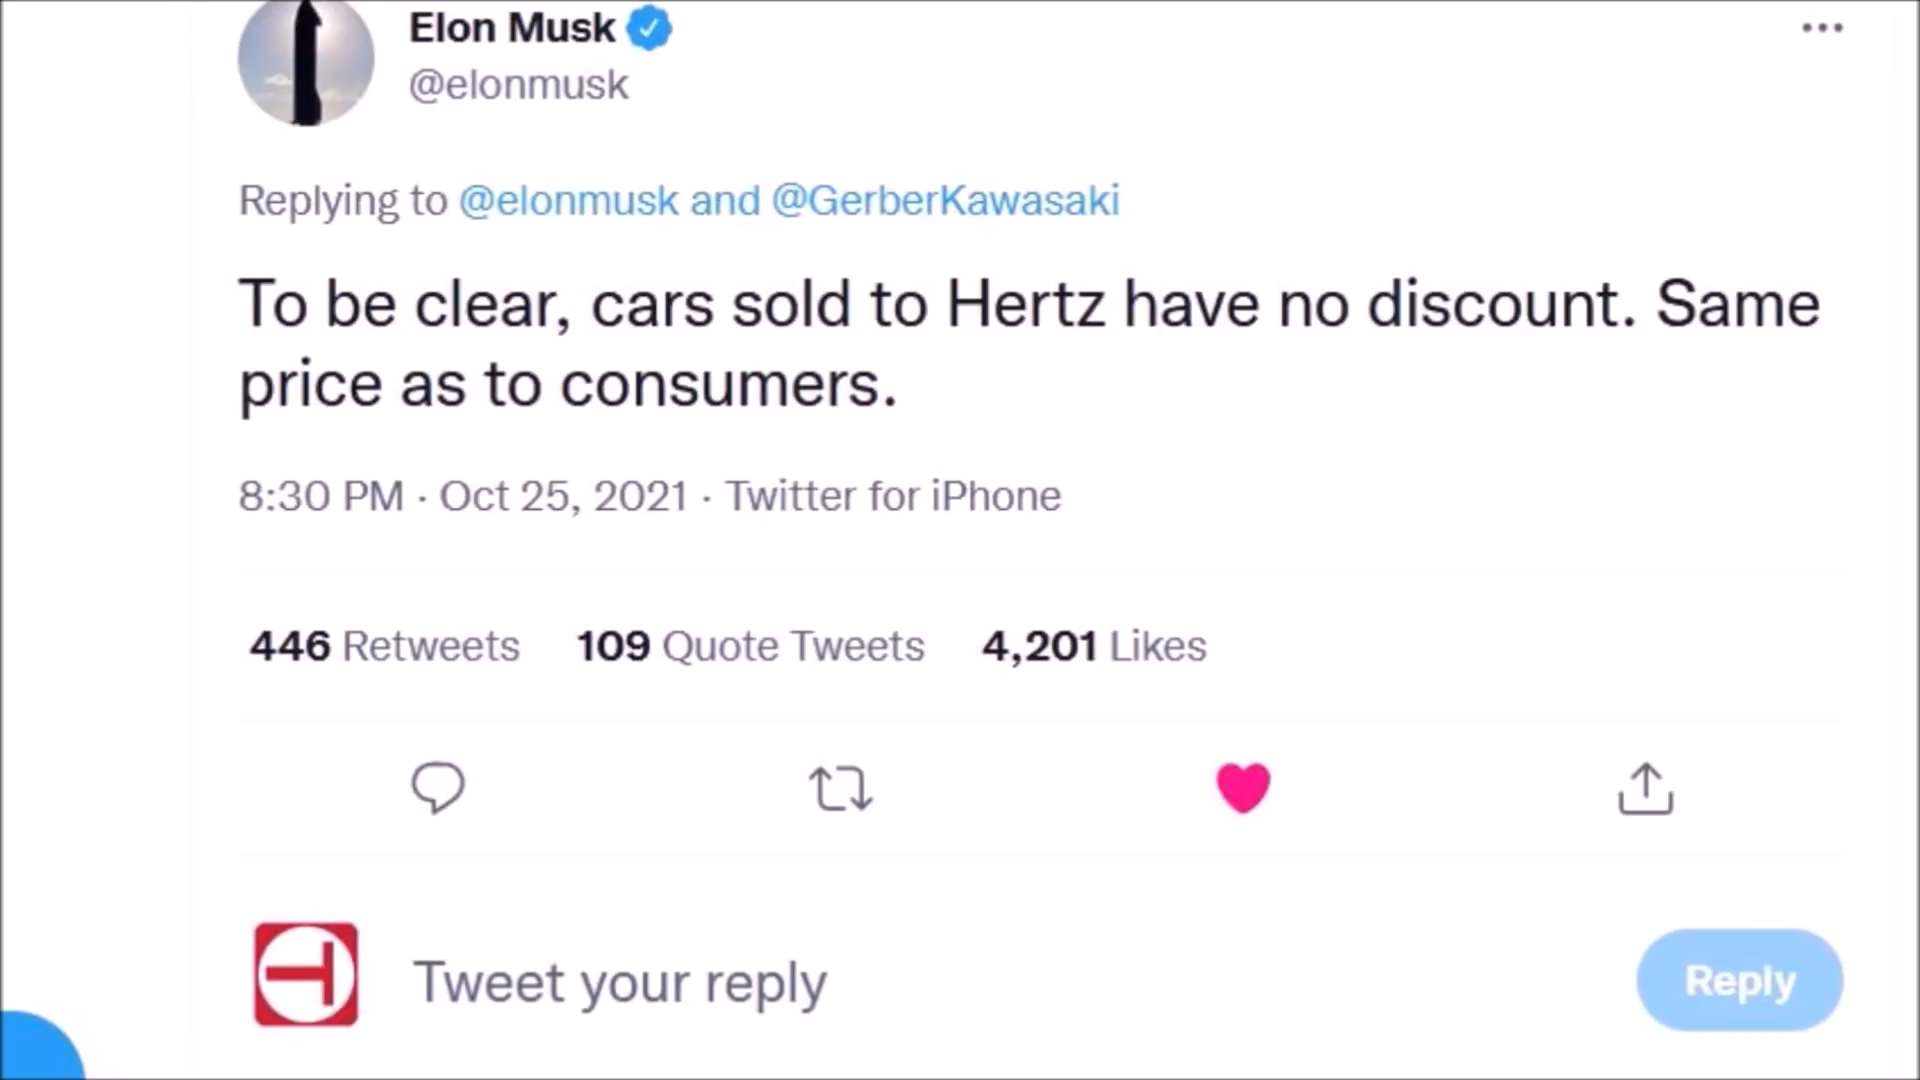 Elon Musk
@elonmusk
Replying to @elonmusk and @GerberKawasaki
To be clear, cars sold to Hertz have no discount. Same
price as to consumers.
8:30 PM · Oct 25, 2021 · Twitter for iPhone
446 Retweets 109 Quote Tweets 4,201 Likes
Tweet your reply
Reply